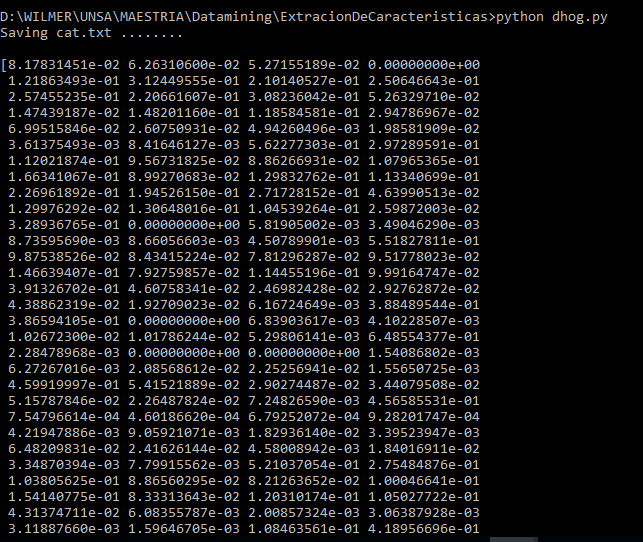 D:\WILMER\UNSA\MAESTRIA\Datamining\ExtracionDeCaracteristicas>python dhog.py
Saving cat.txt ........
[8.17831451e-02 6.26310600e-02 5.27155189e-02 0.00000000e+00
1.21863493e-01 3.12449555e-01 2.10140527e-01 2.50646643e-01
2.57455235e-01 2.20661607e-01 3.08236042e-01 5.26329710e-02
1.47439187e-02 1.48201160e-01 1.18584581e-01 2.94786967e-02
6.99515846e-02 2.60750931e-02 4.94260496e-03 1.98581909e-02
3.61375493e-03 8.41646127e-03 5.62277303e-01 2.97289591e-01
1.12021874e-01 9.56731825e-02 8.86266931e-02 1.07965365e-01
1.66341067e-01 8.99270683e-02 1.29832762e-01 1.13340699e-01
2.26961892e-01 1.94526150e-01 2.71728152e-01 4.63990513e-02
1.29976292e-02 1.30648016e-01 1.04539264e-01 2.59872003e-02
3.28936765e-01 0.00000000e+00 5.81905002e-03 3.49046290e-03
8.73595690e-03 8.66056603e-03 4.50789901e-03 5.51827811e-01
9.87538526e-02 8.43415224e-02 7.81296287e-02 9.51778023e-02
1.46639407e-01 7.92759857e-02 1.14455196e-01 9.99164747e-02
3.91326702e-01 4.60758341e-02 2.46982428e-02 2.92762872e-02
4.38862319e-02 1.92709023e-02 6.16724649e-03 3.88489544e-01
3.86594105e-01 0.00000000e+00 6.83903617e-03 4.10228507e-03
1.02672300e-02 1.01786244e-02 5.29806141e-03 6.48554377e-01
2.28478968e-03 0.00000000e+00 0.00000000e+00 1.54086802e-03
6.27267016e-03 2.08568612e-02 2.25256941e-02 1.55650725e-03
4.59919997e-01 5.41521889e-02 2.90274487e-02 3.44079508e-02
5.15787846e-02 2.26487824e-02 7.24826590e-03 4.56585531e-01
7.54796614e-04 4.60186620e-04 6.79252072e-04 9.28201747e-04
4.21947886e-03 9.05921071e-03 1.82936140e-02 3.39523947e-03
6.48209831e-02 2.41626144e-02 4.58008942e-03 1.84016911e-02
3.34870394e-03 7.79915562e-03 5.21037054e-01 2.75484876e-01
1.03805625e-01 8.86560295e-02 8.21263652e-02 1.00046641e-01
1.54140775e-01 8.33313643e-02 1.20310174e-01 1.05027722e-01
4.31374711e-02 6.08355787e-03 2.00857324e-03 3.06387928e-03
3.11887660e-03 1.59646705e-03 1.08463561e-01 4.18956696e-01